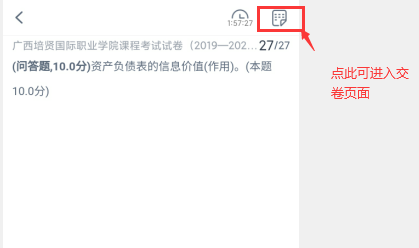 1:57:27
广西培贤国际职业学院课程考试试卷（2019—202... 27/27
(问答题,10.0分)资产负债表的信息价值(作用)。(本题
10.0分)
点此可进入交
卷页面